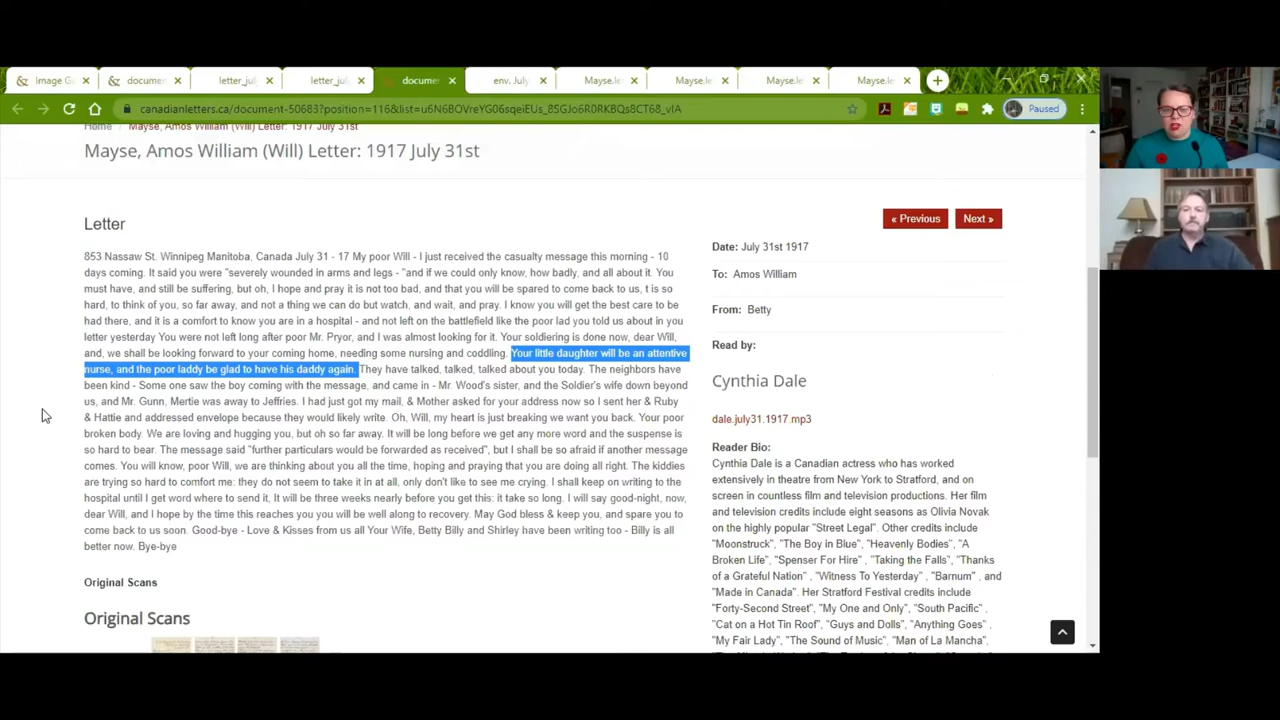 Image G
documen
letter_jul
letter_jul
docume
env. July
Mayse.le
Mayse.le
Mayse.le
Mayse.le
canadianletters.ca/document-50683?position=116&list=u6N6BOVreYG06sqeiEUs_8SGJo6R0RKBQs8CT68_vIA
Paused
Home / Mayse, Amos William (Will) Letter: 1917 July 31st
Mayse, Amos William (Will) Letter: 1917 July 31st
Letter
853 Nassaw St. Winnipeg Manitoba, Canada July 31 - 17 My poor Will - I just received the casualty message this morning - 10
days coming. It said you were "severely wounded in arms and legs - "and if we could only know, how badly, and all about it. You
must have, and still be suffering, but oh, I hope and pray it is not too bad, and that you will be spared to come back to us, t is so
hard, to think of you, so far away, and not a thing we can do but watch, and wait, and pray. I know you will get the best care to be
had there, and it is a comfort to know you are in a hospital - and not left on the battlefield like the poor lad you told us about in you
letter yesterday You were not left long after poor Mr. Pryor, and I was almost looking for it. Your soldiering is done now, dear Will,
and, we shall be looking forward to your coming home, needing some nursing and coddling. Your little daughter will be an attentive
nurse, and the poor laddy be glad to have his daddy again. They have talked, talked, talked about you today. The neighbors have
been kind - Some one saw the boy coming with the message, and came in - Mr. Wood's sister, and the Soldier's wife down beyond
us, and Mr. Gunn, Mertie was away to Jeffries. I had just got my mail, & Mother asked for your address now so I sent her & Ruby
& Hattie and addressed envelope because they would likely write. Oh, Will, my heart is just breaking we want you back. Your poor
broken body. We are loving and hugging you, but oh so far away. It will be long before we get any more word and the suspense is
so hard to bear. The message said "further particulars would be forwarded as received", but I shall be so afraid if another message
comes. You will know, poor Will, we are thinking about you all the time, hoping and praying that you are doing all right. The kiddies
are trying so hard to comfort me: they do not seem to take it in at all, only don't like to see me crying. I shall keep on writing to the
hospital until I get word where to send it, It will be three weeks nearly before you get this: it take so long. I will say good-night, now,
dear Will, and I hope by the time this reaches you you will be well along to recovery. May God bless & keep you, and spare you to
come back to us soon. Good-bye - Love & Kisses from us all Your Wife, Betty Billy and Shirley have been writing too - Billy is all
better now. Bye-bye
Original Scans
Original Scans
« Previous
Next »
Date: July 31st 1917
To: Amos William
From: Betty
Read by:
Cynthia Dale
dale.july31.1917.mp3
Reader Bio:
Cynthia Dale is a Canadian actress who has worked
extensively in theatre from New York to Stratford, and on
screen in countless film and television productions. Her film
and television credits include eight seasons as Olivia Novak
on the highly popular "Street Legal". Other credits include
"Moonstruck", "The Boy in Blue", "Heavenly Bodies", "A
Broken Life", "Spenser For Hire", "Taking the Falls", "Thanks
of a Grateful Nation" , "Witness To Yesterday" , "Barnum", and
"Made in Canada". Her Stratford Festival credits include
"Forty-Second Street", "My One and Only", "South Pacific" ,
"Cat on a Hot Tin Roof", "Guys and Dolls", "Anything Goes" ,
"My Fair Lady", "The Sound of Music", "Man of La Mancha",